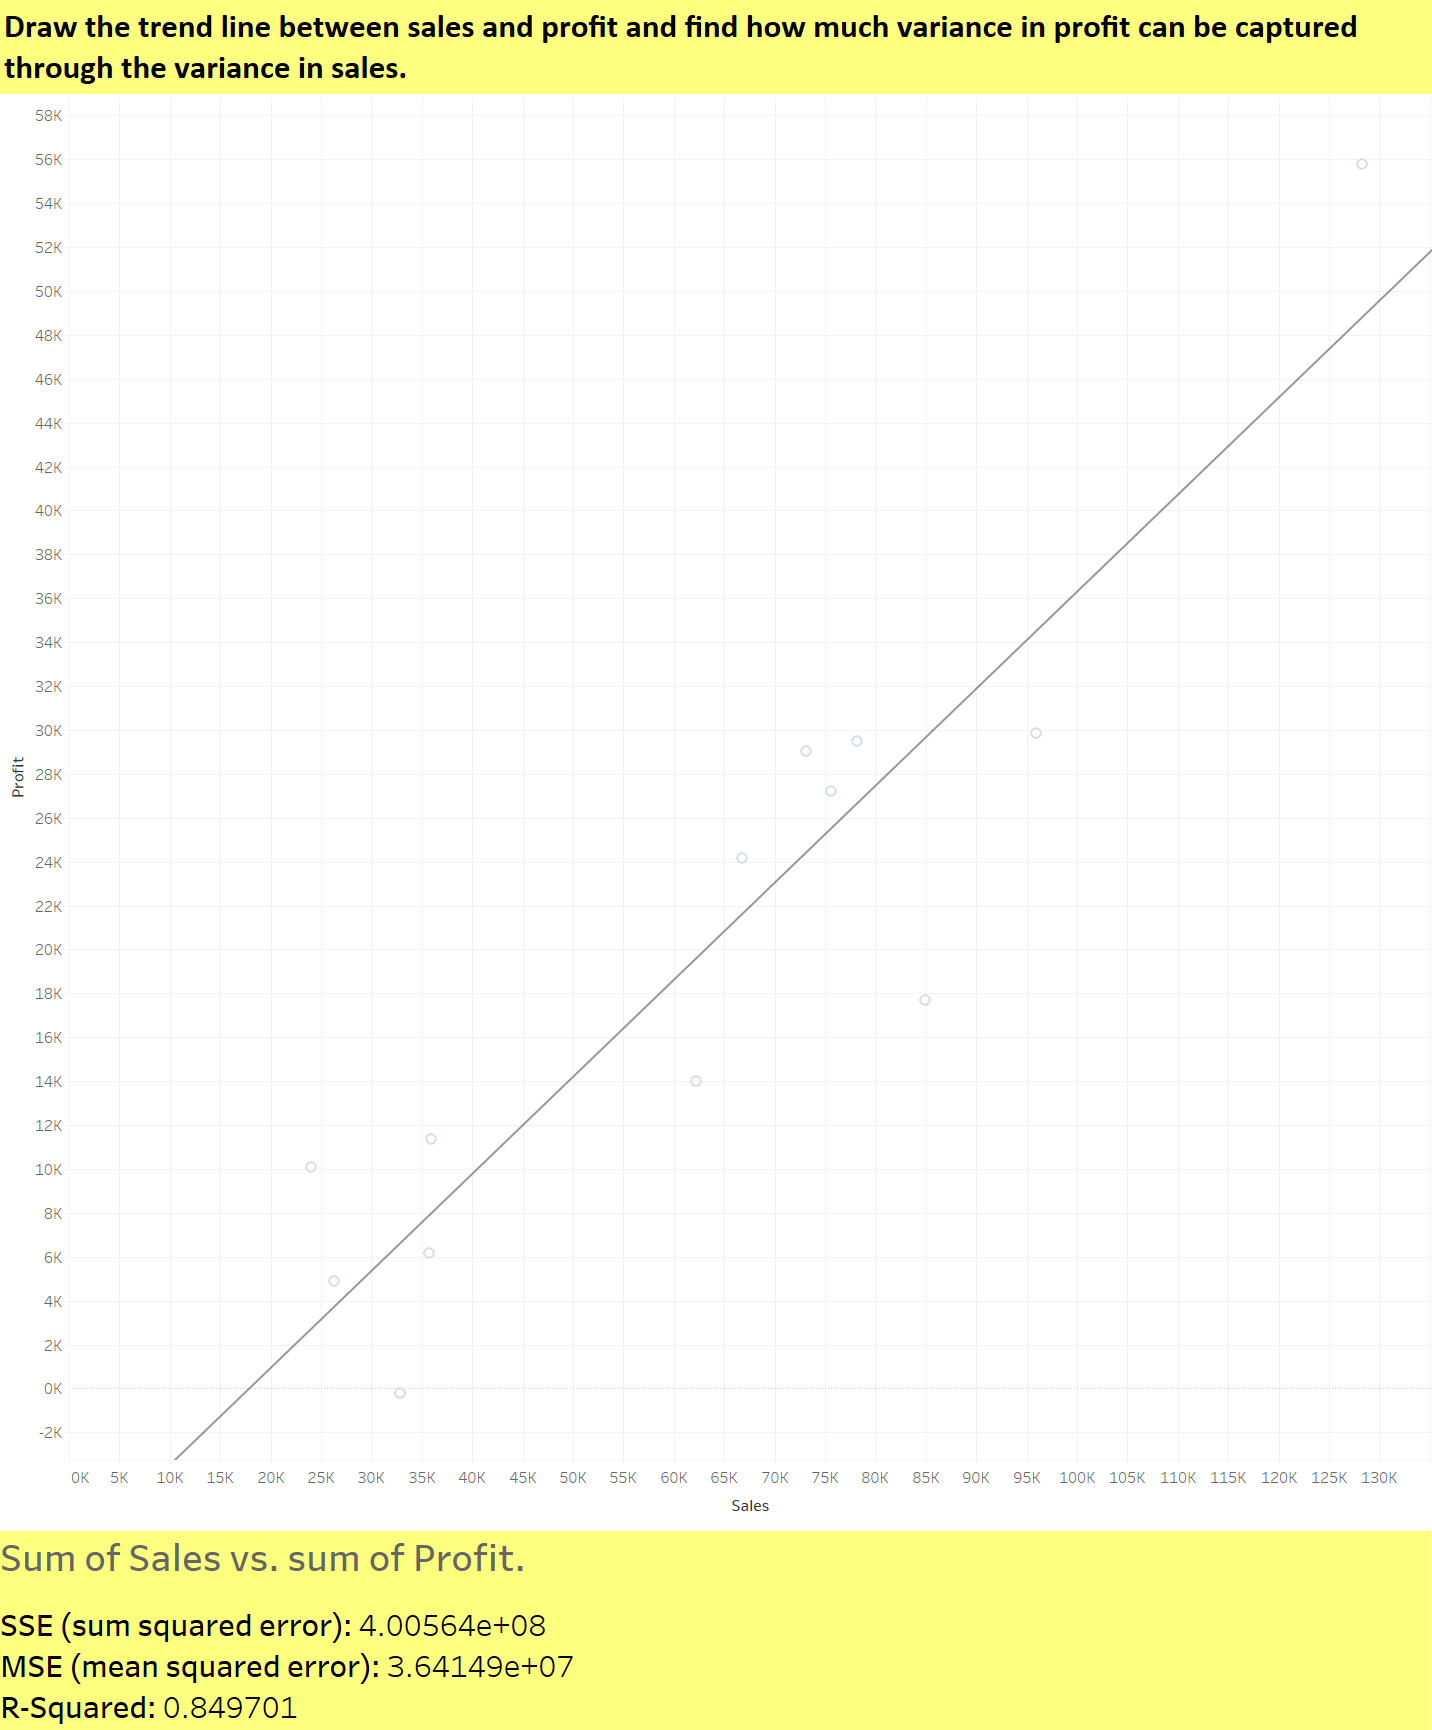 Draw the trend line between sales and profit and find how much variance in profit can be captured
through the variance in sales.
58K
56K
54K
52K
50K
48K
46K
44K
42K
40K
38K
36K
34K
32K
30K
28K
26K
24K
22K
20K
18K
16K
14K
12K
10K
8K
6K
4K
2K
0K
-2K
Profit
0K 5K 10K 15K 20K 25K 30K 35K 40K 45K 50K 55K 60K 65K 70K 75K 80K 85K 90K 95K 100K 105K 110K 115K 120K 125K 130K
Sales
Sum of Sales vs. sum of Profit.
SSE (sum squared error): 4.00564e+08
MSE (mean squared error): 3.64149e+07
R-Squared: 0.849701